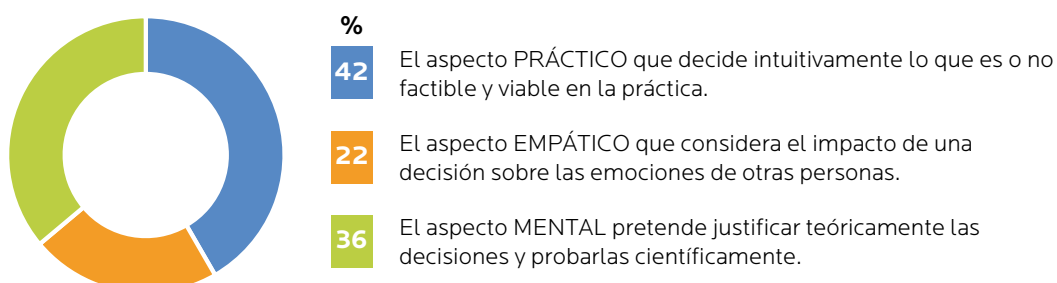 %
42
El aspecto PRÁCTICO que decide intuitivamente lo que es o no
factible y viable en la práctica.
22
El aspecto EMPÁTICO que considera el impacto de una
decisión sobre las emociones de otras personas.
36
El aspecto MENTAL pretende justificar teóricamente las
decisiones y probarlas científicamente.